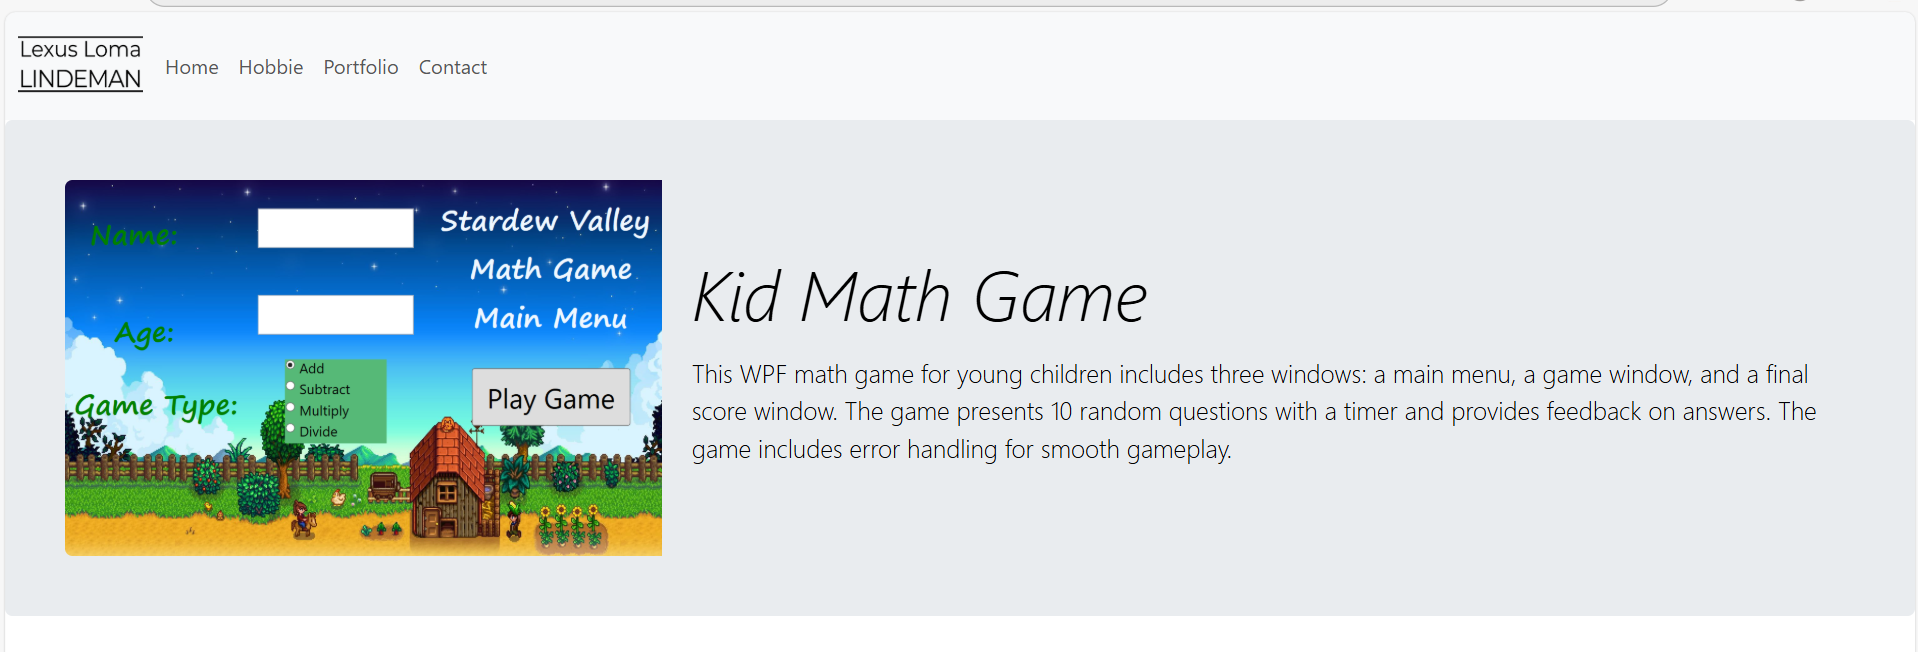 Lexus Loma
LINDEMAN
Home Hobbie Portfolio Contact
Name:
Age:
Game Type:
Add
Subtract
Multiply
Divide
Stardew Valley
Math Game
Main Menu
Play Game
Kid Math Game
This WPF math game for young children includes three windows: a main menu, a game window, and a final
score window. The game presents 10 random questions with a timer and provides feedback on answers. The
game includes error handling for smooth gameplay.